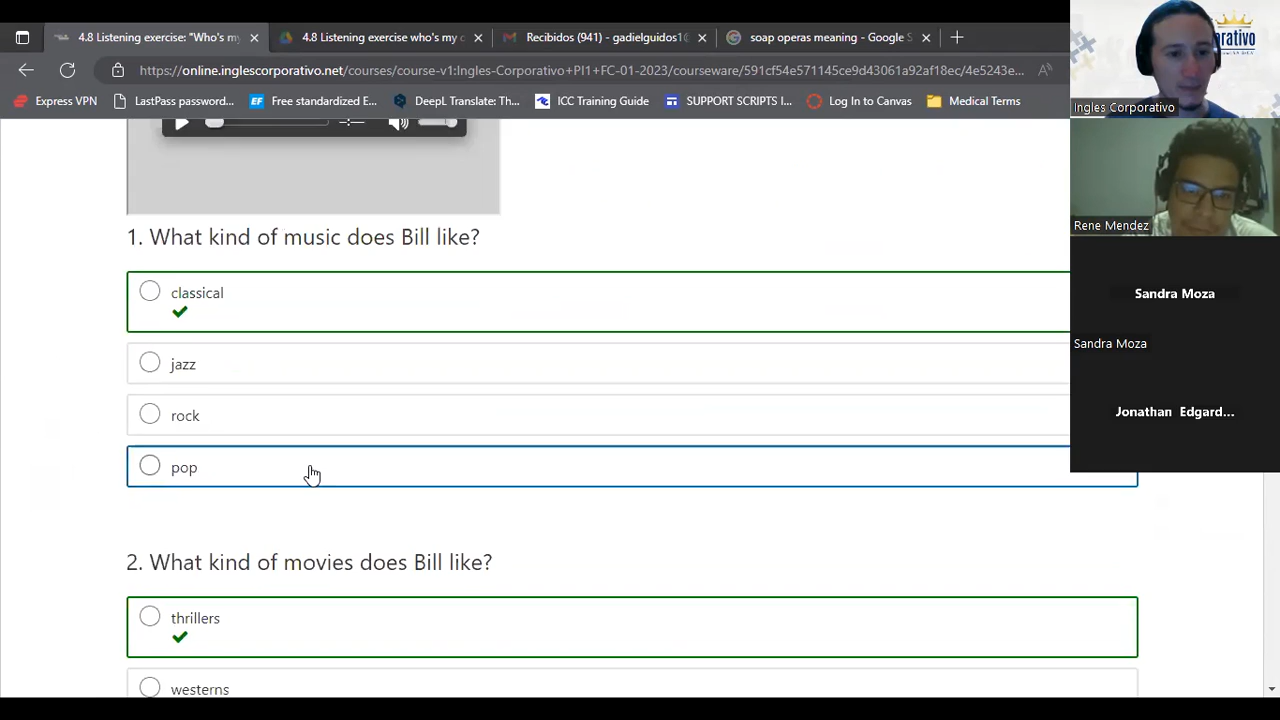 4.8 Listening exercise: "Who's my
4.8 Listening exercise who's my
Recibidos (941) - gadielguidos1@
soap operas meaning - Google S
https://online.inglescorporativo.net/courses/course-v1:Ingles-Corporativo+PI1+FC-01-2023/courseware/591cf54e571145ce9d43061a92af18ec/4e5243e...
Express VPN
LastPass password...
EF
Free standardized E...
DeepL Translate: Th...
ICC Training Guide
SUPPORT SCRIPTS I...
Log In to Canvas
Medical Terms
Ingles Corporativo
Rene Mendez
Sandra Moza
Sandra Moza
Jonathan Edgard...
1. What kind of music does Bill like?
classical
jazz
rock
pop
2. What kind of movies does Bill like?
thrillers
westerns